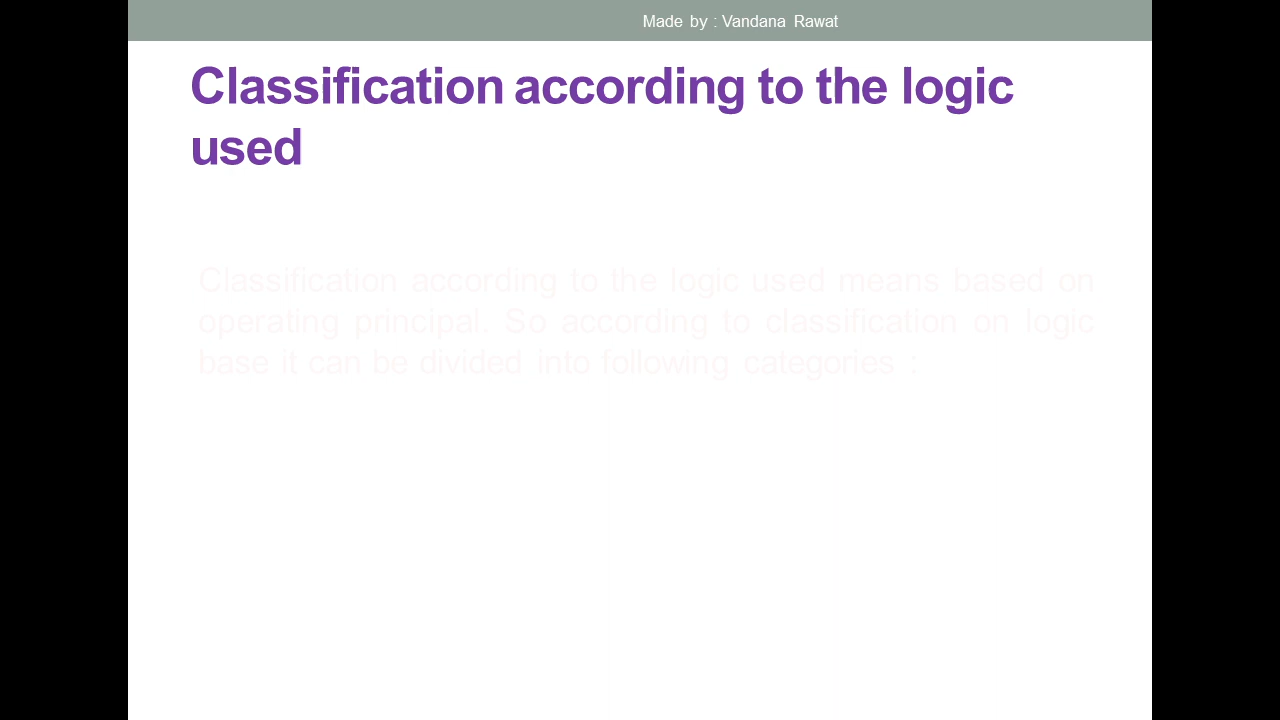 Made by : Vandana Rawat
Classification according to the logic
used
Classification according to the logic used means based on
operating principal. So according to classification on logic
base it can be divided into following categories :